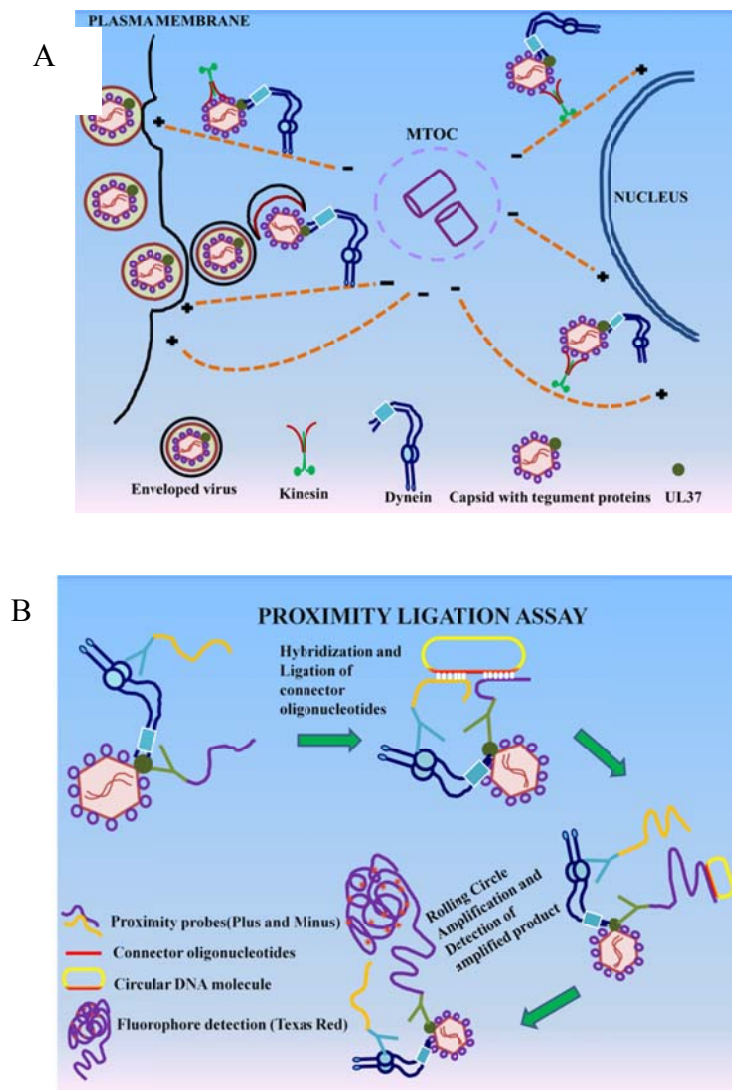 A
PLASMA MEMBRANE
MTOC
NUCLEUS
+
-
+
-
-
+
-
-
-
+
+
+
Enveloped virus
Kinesin
Dynein
Capsid with tegument proteins
UL37
B
PROXIMITY LIGATION ASSAY
Hybridization and
Ligation of
connector
oligonucleotides
Rolling Circle
Amplification and
Detection of
amplified product
Proximity probes(Plus and Minus)
Connector oligonucleotides
Circular DNA molecule
Fluorophore detection (Texas Red)